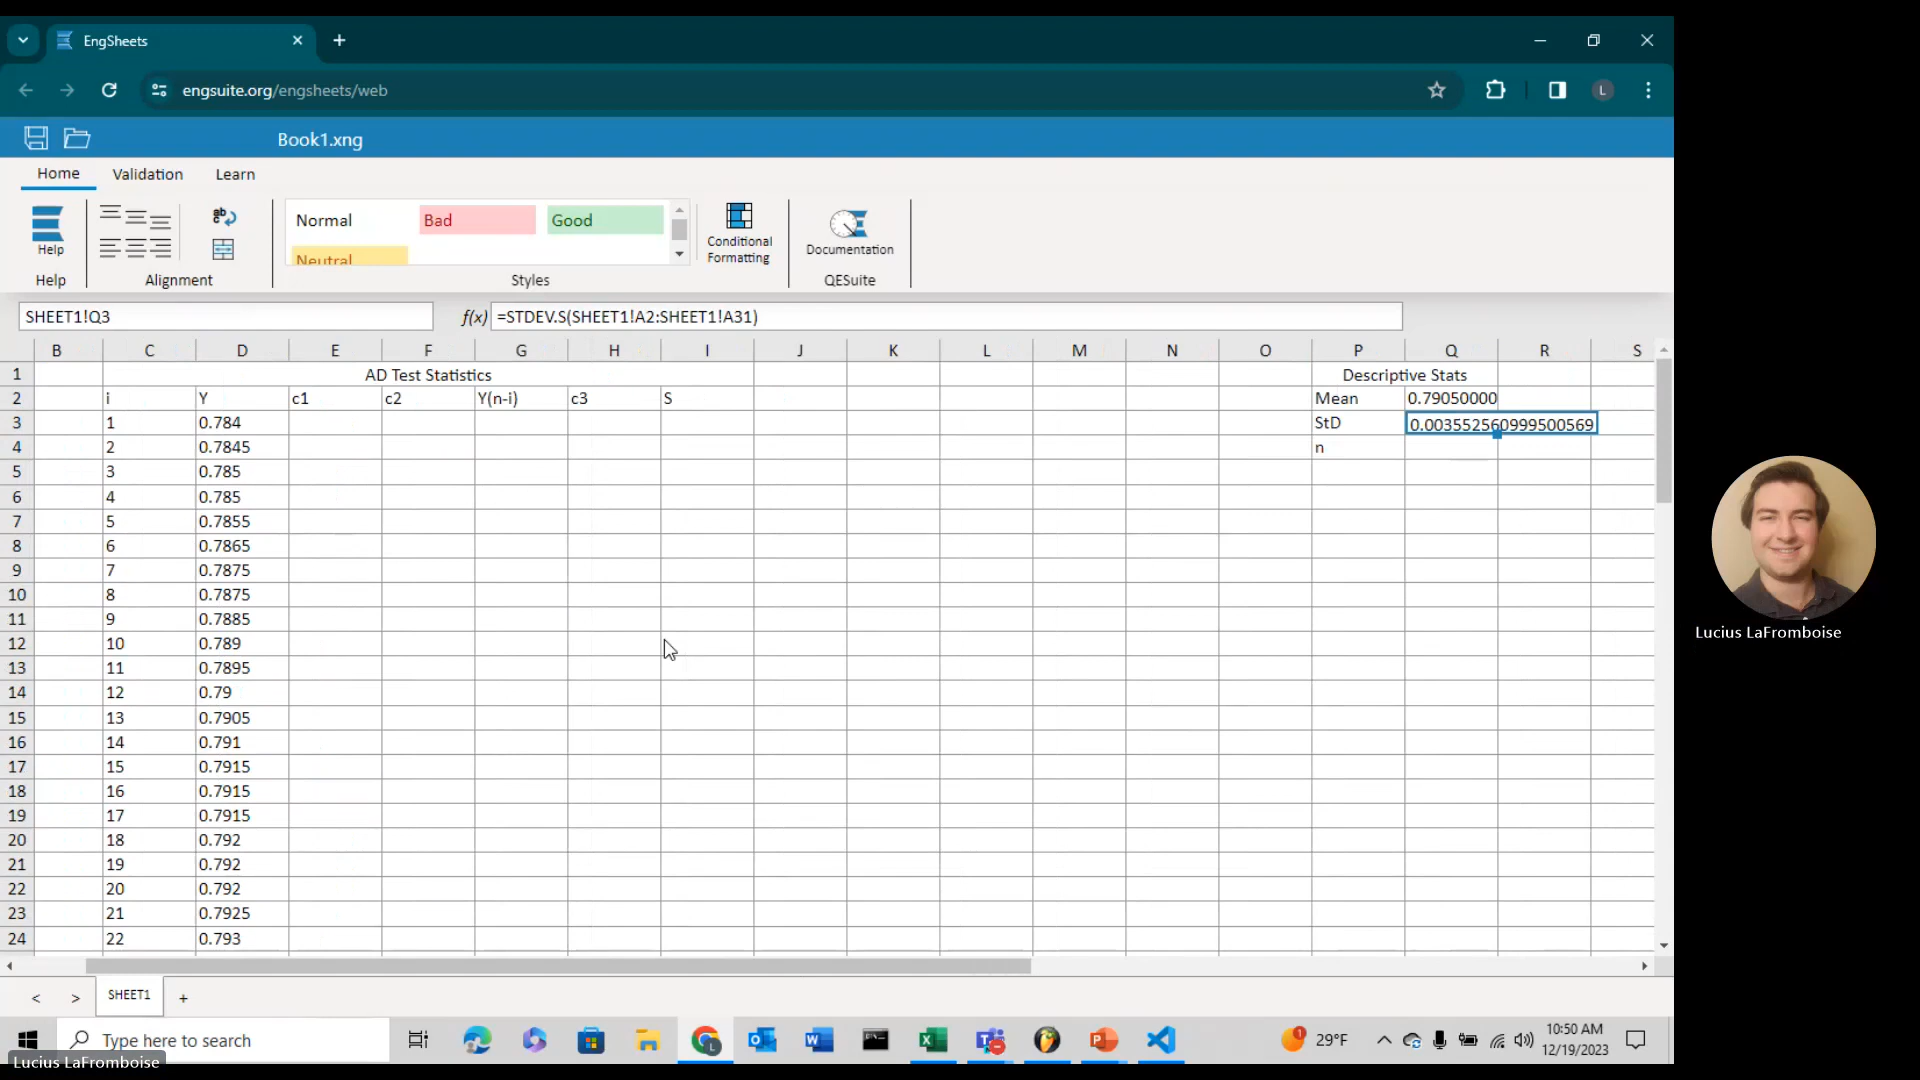 EngSheets
engsuite.org/engsheets/web
L
Book1.xng
Home Validation Learn
Help
Help
Alignment
Normal Bad Good
Neutral
Styles
Conditional
Formatting
Documentation
QESuite
SHEET1!Q3 f(x) =STDEV.S(SHEET1!A2:SHEET1!A31)
B C D E F G H I J K L M N O P Q R S
1 AD Test Statistics Descriptive Stats
2 i Y c1 c2 Y(n-i) c3 S Mean 0.79050000
3 1 0.784 StD 0.003552560999500569
4 2 0.7845 n
5 3 0.785
6 4 0.785
7 5 0.7855
8 6 0.7865
9 7 0.7875
10 8 0.7875
11 9 0.7885
12 10 0.789
13 11 0.7895
14 12 0.79
15 13 0.7905
16 14 0.791
17 15 0.7915
18 16 0.7915
19 17 0.7915
20 18 0.792
21 19 0.792
22 20 0.792
23 21 0.7925
24 22 0.793
< > SHEET1 +
Type here to search
29°F
10:50 AM
12/19/2023
Lucius LaFromboise
Lucius LaFromboise